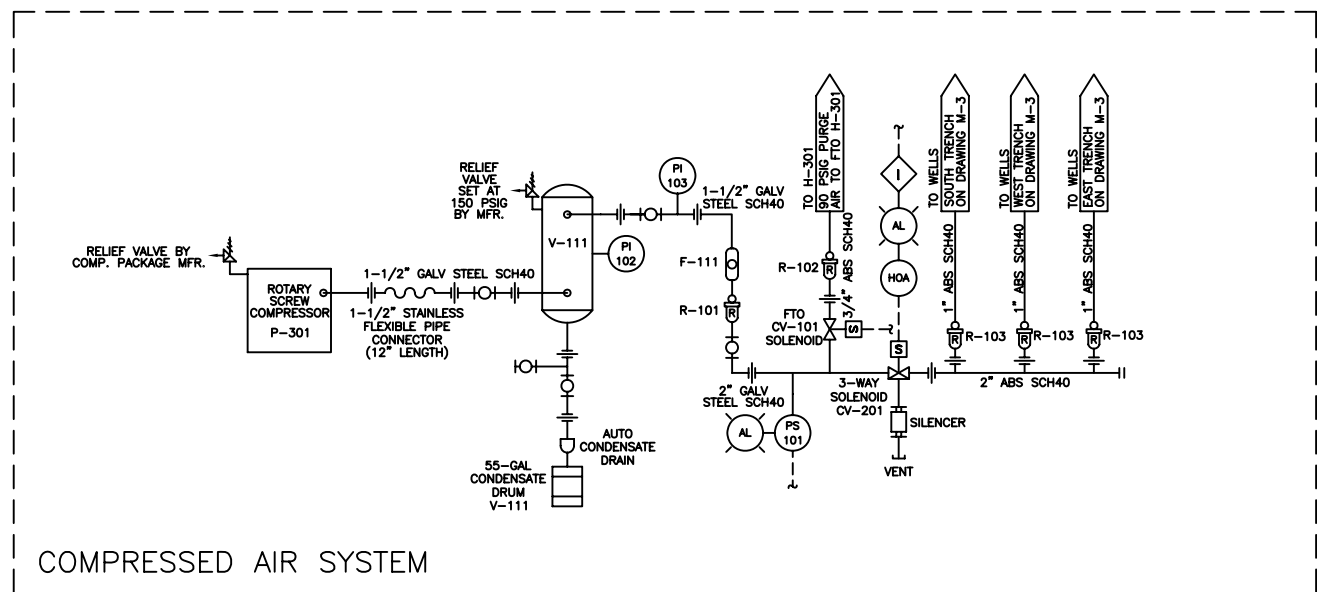 RELIEF VALVE BY
COMP. PACKAGE MFR.
ROTARY
SCREW
COMPRESSOR
P-301
1-1/2" GALV STEEL SCH40
1-1/2" STAINLESS
FLEXIBLE PIPE
CONNECTOR
(12" LENGTH)
RELIEF
VALVE
SET AT
150 PSIG
BY MFR.
V-111
PI
102
PI
103
1-1/2" GALV
STEEL SCH40
F-111
R-101
R
AUTO
CONDENSATE
DRAIN
55-GAL
CONDENSATE
DRUM
V-111
2" GALV
STEEL SCH40
AL
PS
101
TO H-301
90 PSIG PURGE
AIR TO FTO H-301
3/4" ABS SCH40
R-102
R
FTO
CV-101
SOLENOID
S
I
AL
HOA
S
3-WAY
SOLENOID
CV-201
SILENCER
VENT
TO WELLS
SOUTH TRENCH
ON DRAWING M-3
1" ABS SCH40
R
R-103
TO WELLS
WEST TRENCH
ON DRAWING M-3
1" ABS SCH40
R
R-103
TO WELLS
EAST TRENCH
ON DRAWING M-3
1" ABS SCH40
R
R-103
2" ABS SCH40
COMPRESSED AIR SYSTEM